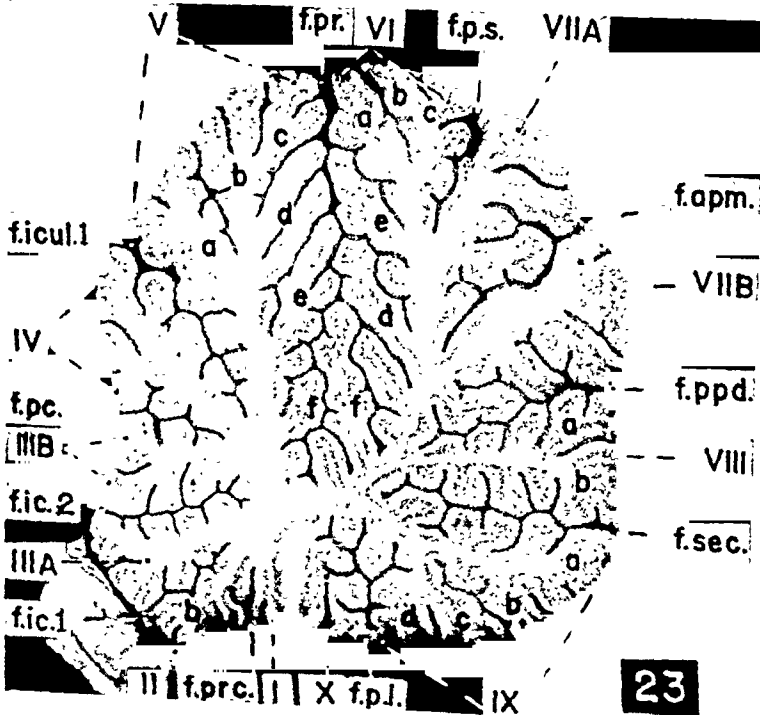 V f.pr. VI f.p.s. VIIA
b
a c
c
b
f.apm.
d e
f.icul.1 a
VIIB
e d
IV
f.ppd.
f.pc. f f a
IIIB VIII
b
f.ic.2
f.sec.
IIIA a
f.ic.1 b d c b
II f.prc. I X f.p.l. IX
23